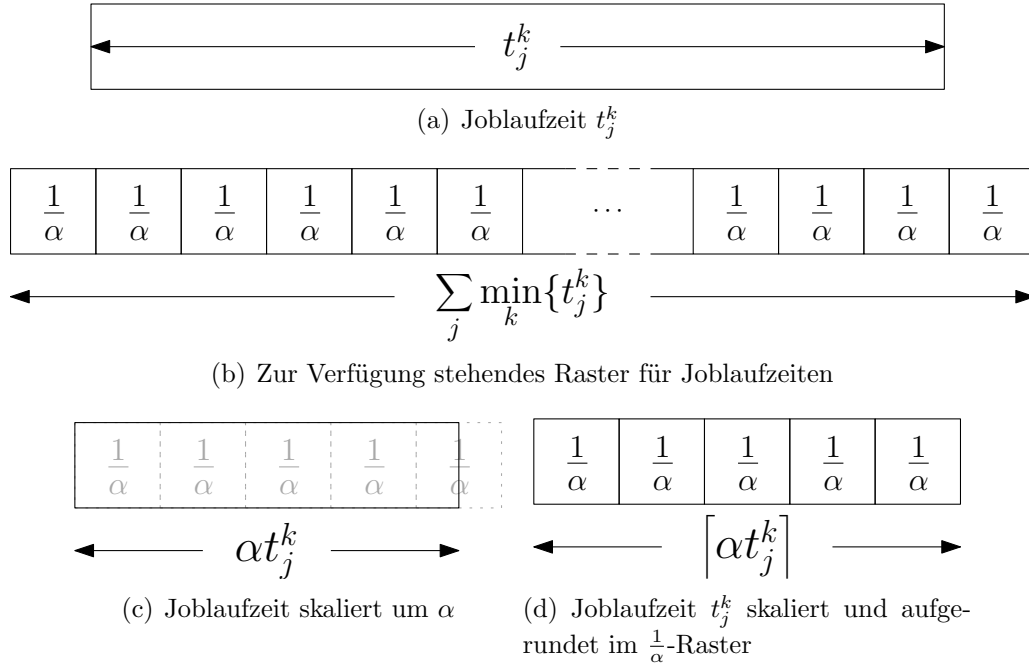 t_j^k
(a) Joblaufzeit t_j^k
1/α 1/α 1/α 1/α 1/α 1/α ... 1/α 1/α 1/α 1/α
∑_j min_k{t_j^k}
(b) Zur Verfügung stehendes Raster für Joblaufzeiten
1/α 1/α 1/α 1/α 1/α
αt_j^k
(c) Joblaufzeit skaliert um α
1/α 1/α 1/α 1/α 1/α
⌈αt_j^k⌉
(d) Joblaufzeit t_j^k skaliert und aufge-
rundet im 1/α-Raster